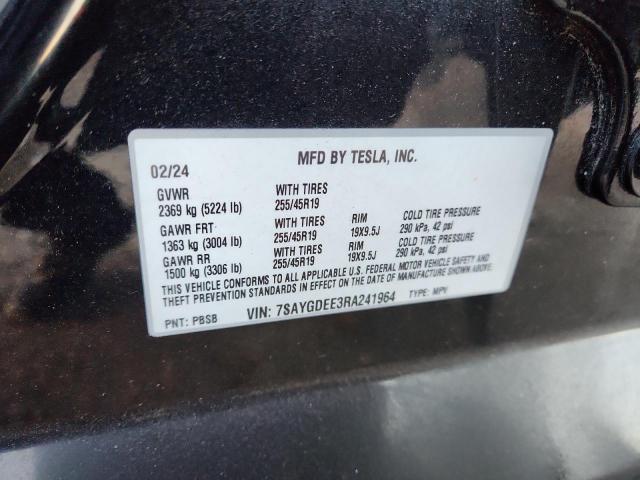 MFD BY TESLA, INC.
02/24
GVWR WITH TIRES
2369 kg (5224 lb) 255/45R19
GAWR FRT WITH TIRES RIM COLD TIRE PRESSURE
1363 kg (3004 lb) 255/45R19 19X9.5J 290 kPa, 42 psi
GAWR RR WITH TIRES RIM COLD TIRE PRESSURE
1500 kg (3306 lb) 255/45R19 19X9.5J 290 kPa, 42 psi
THIS VEHICLE CONFORMS TO ALL APPLICABLE U.S. FEDERAL MOTOR VEHICLE SAFETY AND
THEFT PREVENTION STANDARDS IN EFFECT ON THE DATE OF MANUFACTURE SHOWN ABOVE.
PNT: PBSB VIN: 7SAYGDEE3RA241964 TYPE: MPV